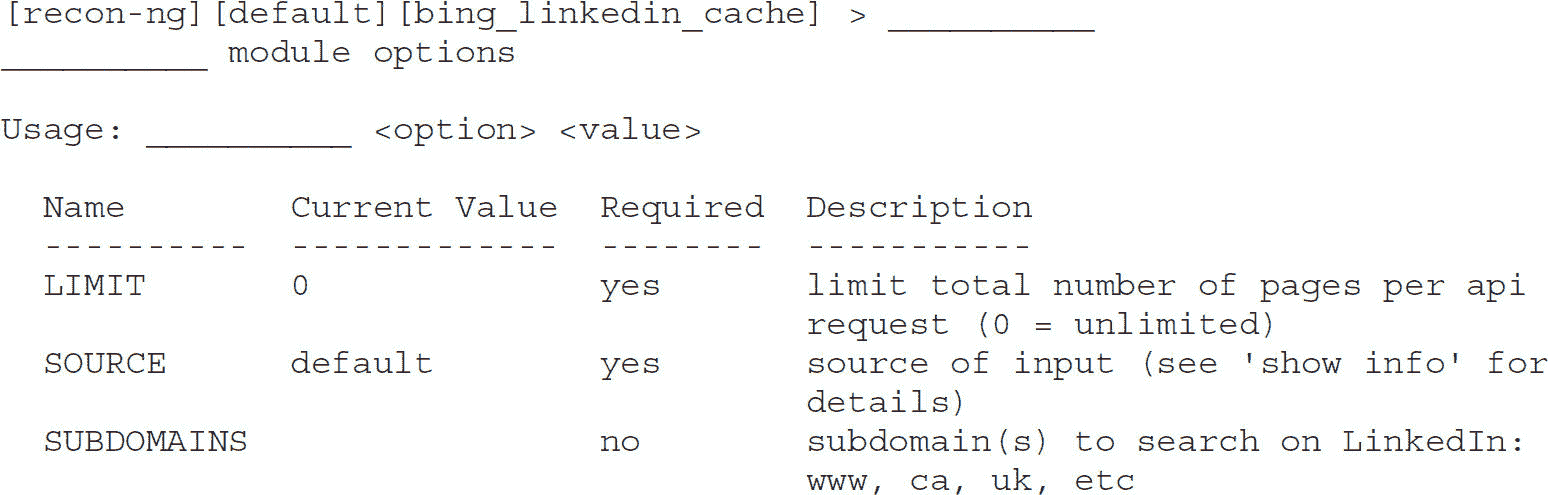 [recon-ng][default][bing_linkedin_cache] > __________
__________ module options
Usage: __________ <option> <value>
Name Current Value Required Description
---------- ------------- -------- -----------
LIMIT 0 yes limit total number of pages per api
request (0 = unlimited)
SOURCE default yes source of input (see 'show info' for
details)
SUBDOMAINS no subdomain(s) to search on LinkedIn:
www, ca, uk, etc